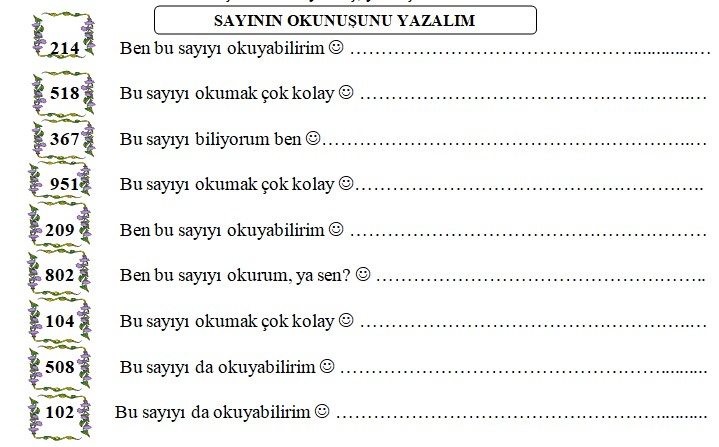 SAYININ OKUNUŞUNU YAZALIM
214 Ben bu sayıyı okuyabilirim ☺ ……………………………………………..............…
518 Bu sayıyı okumak çok kolay ☺ ……………………………………………………..…
367 Bu sayıyı biliyorum ben ☺…………………………………………………………..…
951 Bu sayıyı okumak çok kolay ☺……………………………………………………….
209 Ben bu sayıyı okuyabilirim ☺ …………………………………………………………
802 Ben bu sayıyı okurum, ya sen? ☺ ……………………………………………………..
104 Bu sayıyı okumak çok kolay ☺ ……………………………………………………..…
508 Bu sayıyı da okuyabilirim ☺ ………………………………………………..........
102 Bu sayıyı da okuyabilirim ☺ ………………………………………………..........